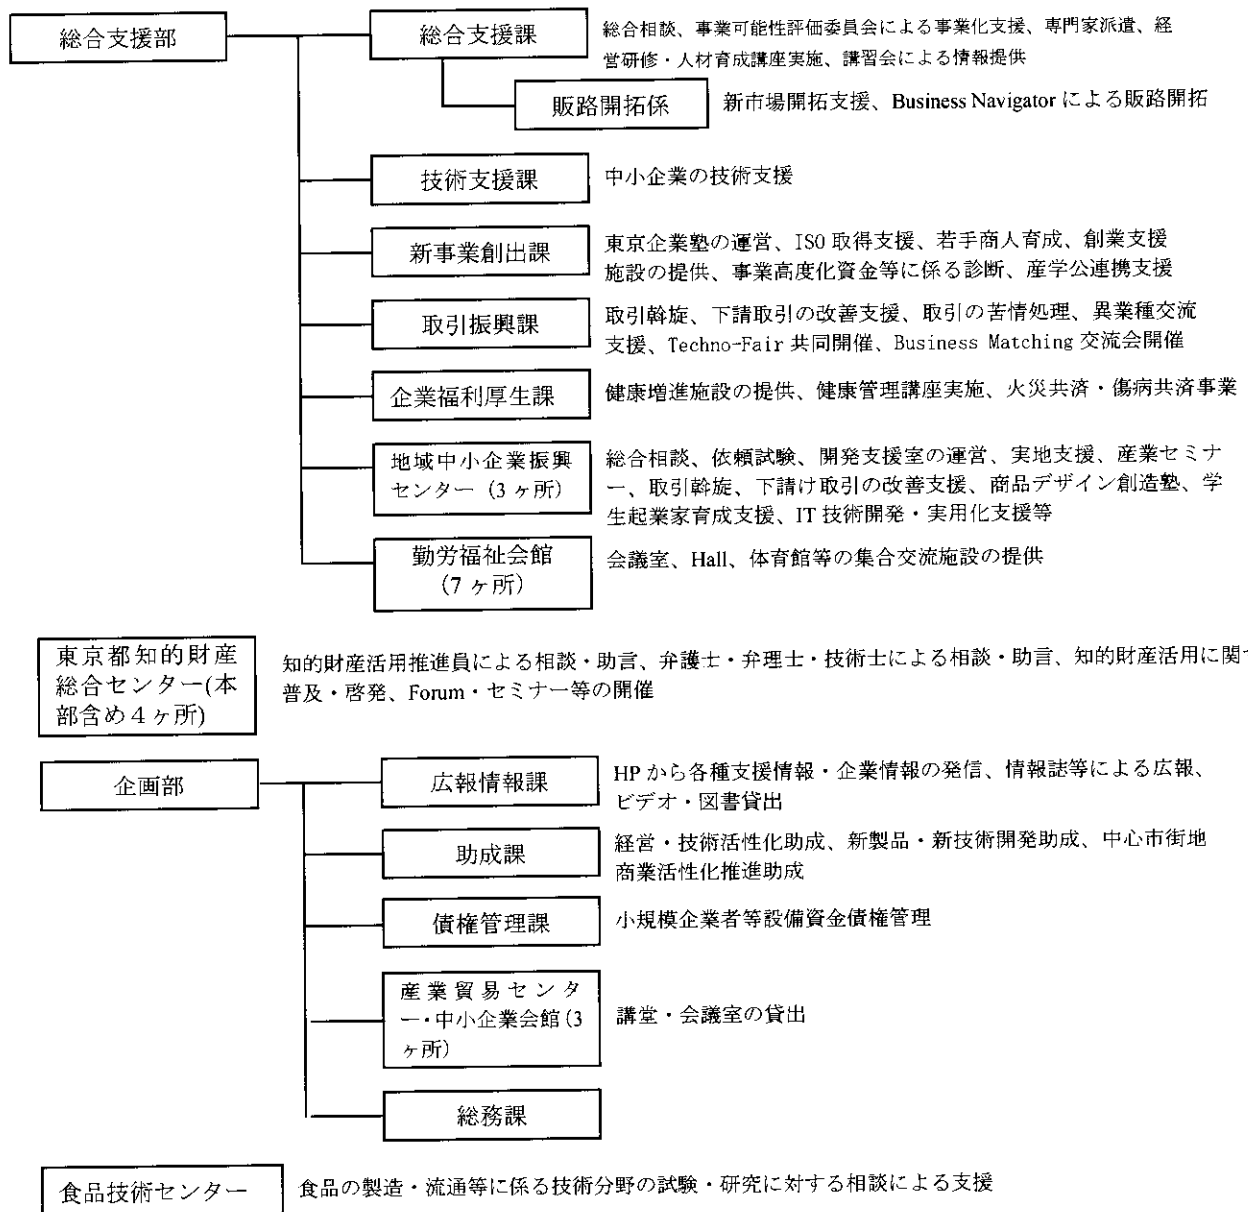 総合支援部
総合支援課
総合相談、事業可能性評価委員会による事業化支援、専門家派遣、経
営研修・人材育成講座実施、講習会による情報提供
販路開拓係
新市場開拓支援、Business Navigator による販路開拓
技術支援課
中小企業の技術支援
新事業創出課
東京企業塾の運営、ISO 取得支援、若手商人育成、創業支援
施設の提供、事業高度化資金等に係る診断、産学公連携支援
取引振興課
取引斡旋、下請取引の改善支援、取引の苦情処理、異業種交流
支援、Techno-Fair 共同開催、Business Matching 交流会開催
企業福利厚生課
健康増進施設の提供、健康管理講座実施、火災共済・傷病共済事業
地域中小企業振興
センター（3 ヶ所）
総合相談、依頼試験、開発支援室の運営、実地支援、産業セミナ
ー、取引斡旋、下請け取引の改善支援、商品デザイン創造塾、学
生起業家育成支援、IT 技術開発・実用化支援等
勤労福祉会館
（7 ヶ所）
会議室、Hall、体育館等の集合交流施設の提供
東京都知的財産
総合センター(本
部含め４ヶ所)
知的財産活用推進員による相談・助言、弁護士・弁理士・技術士による相談・助言、知的財産活用に関
普及・啓発、Forum・セミナー等の開催
企画部
広報情報課
HP から各種支援情報・企業情報の発信、情報誌等による広報、
ビデオ・図書貸出
助成課
経営・技術活性化助成、新製品・新技術開発助成、中心市街地
商業活性化推進助成
債権管理課
小規模企業者等設備資金債権管理
産業貿易センタ
ー・中小企業会館（3
ヶ所）
講堂・会議室の貸出
総務課
食品技術センター
食品の製造・流通等に係る技術分野の試験・研究に対する相談による支援